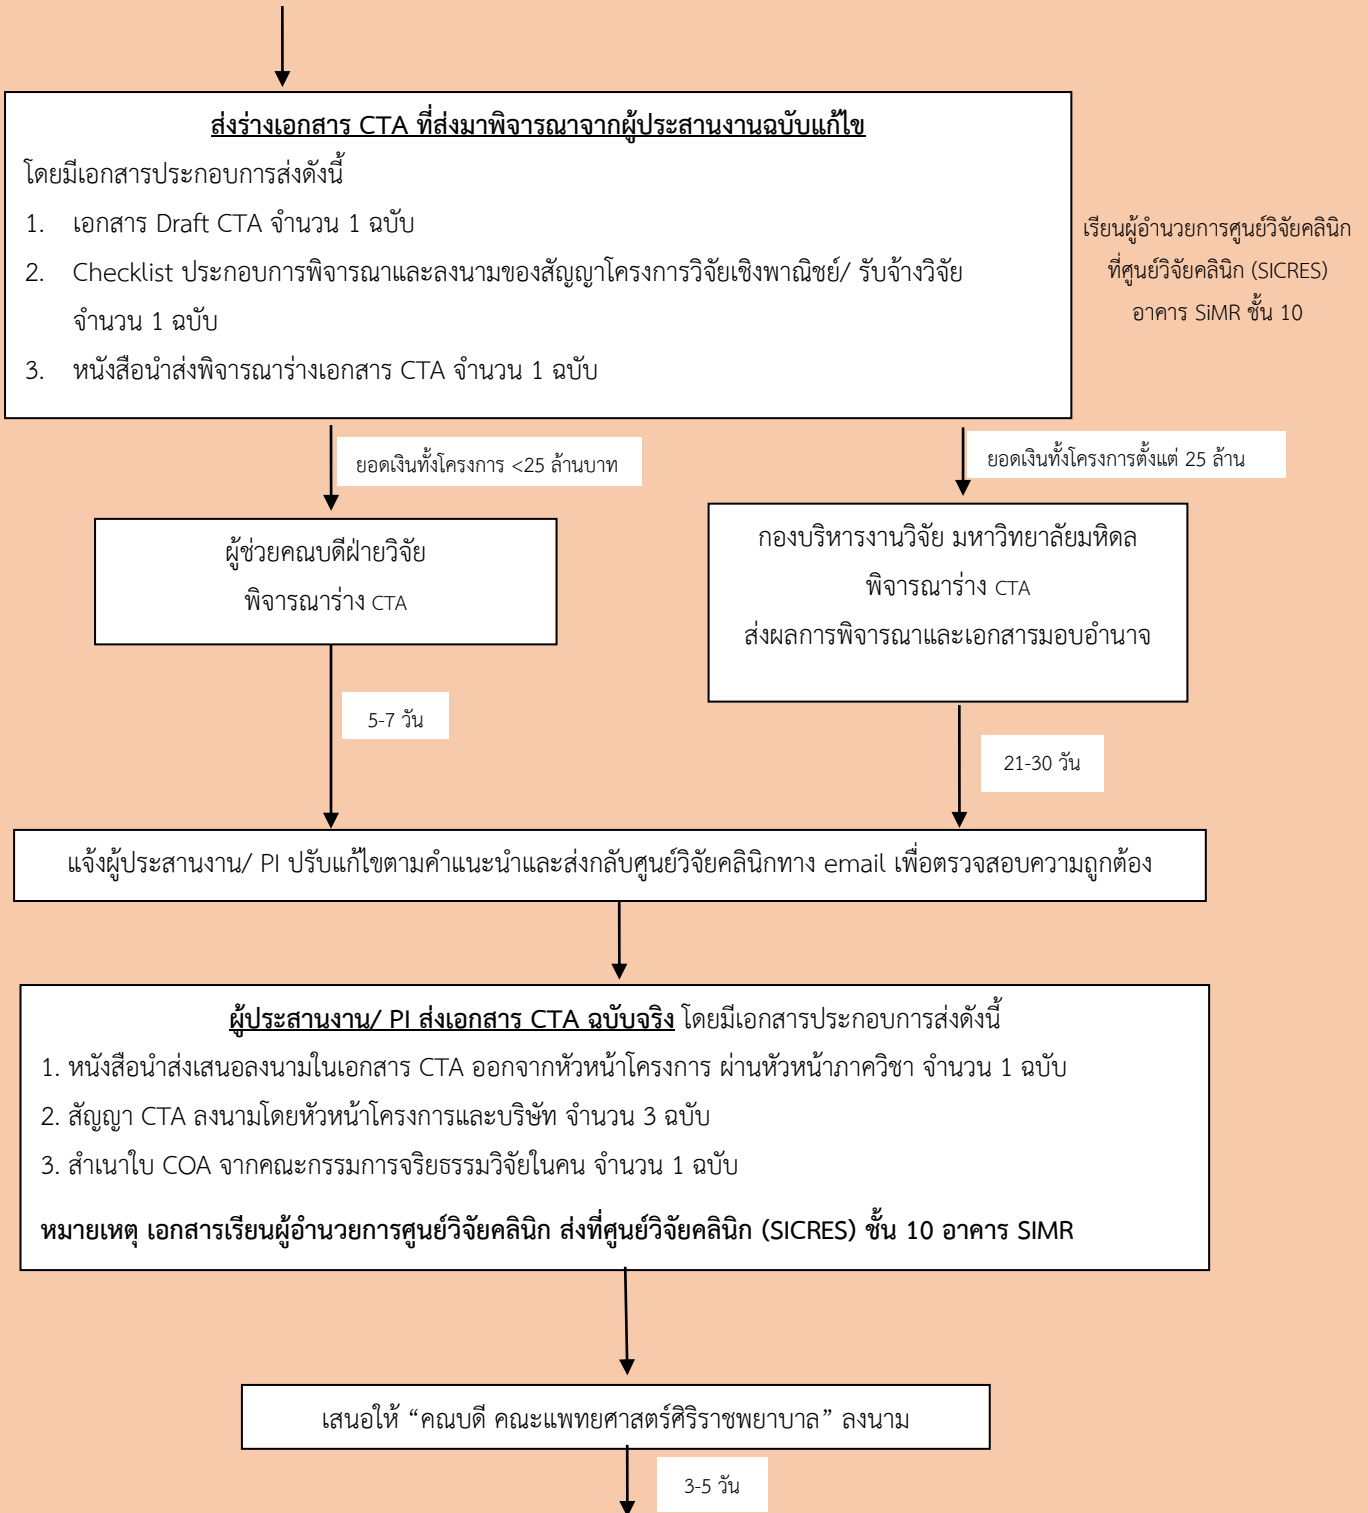 ส่งร่างเอกสาร CTA ที่ส่งมาพิจารณาจากผู้ประสานงานฉบับแก้ไข
โดยมีเอกสารประกอบการส่งดังนี้
1. เอกสาร Draft CTA จำนวน 1 ฉบับ
2. Checklist ประกอบการพิจารณาและลงนามของสัญญาโครงการวิจัยเชิงพาณิชย์/ รับจ้างวิจัย
จำนวน 1 ฉบับ
3. หนังสือนำส่งพิจารณาร่างเอกสาร CTA จำนวน 1 ฉบับ
เรียนผู้อำนวยการศูนย์วิจัยคลินิก
ที่ศูนย์วิจัยคลินิก (SICRES)
อาคาร SiMR ชั้น 10
ยอดเงินทั้งโครงการ <25 ล้านบาท
ยอดเงินทั้งโครงการตั้งแต่ 25 ล้าน
ผู้ช่วยคณบดีฝ่ายวิจัย
พิจารณาร่าง CTA
กองบริหารงานวิจัย มหาวิทยาลัยมหิดล
พิจารณาร่าง CTA
ส่งผลการพิจารณาและเอกสารมอบอำนาจ
5-7 วัน
21-30 วัน
แจ้งผู้ประสานงาน/ PI ปรับแก้ไขตามคำแนะนำและส่งกลับศูนย์วิจัยคลินิกทาง email เพื่อตรวจสอบความถูกต้อง
ผู้ประสานงาน/ PI ส่งเอกสาร CTA ฉบับจริง โดยมีเอกสารประกอบการส่งดังนี้
1. หนังสือนำส่งเสนอลงนามในเอกสาร CTA ออกจากหัวหน้าโครงการ ผ่านหัวหน้าภาควิชา จำนวน 1 ฉบับ
2. สัญญา CTA ลงนามโดยหัวหน้าโครงการและบริษัท จำนวน 3 ฉบับ
3. สำเนาใบ COA จากคณะกรรมการจริยธรรมวิจัยในคน จำนวน 1 ฉบับ
หมายเหตุ เอกสารเรียนผู้อำนวยการศูนย์วิจัยคลินิก ส่งที่ศูนย์วิจัยคลินิก (SICRES) ชั้น 10 อาคาร SIMR
เสนอให้ “คณบดี คณะแพทยศาสตร์ศิริราชพยาบาล” ลงนาม
3-5 วัน